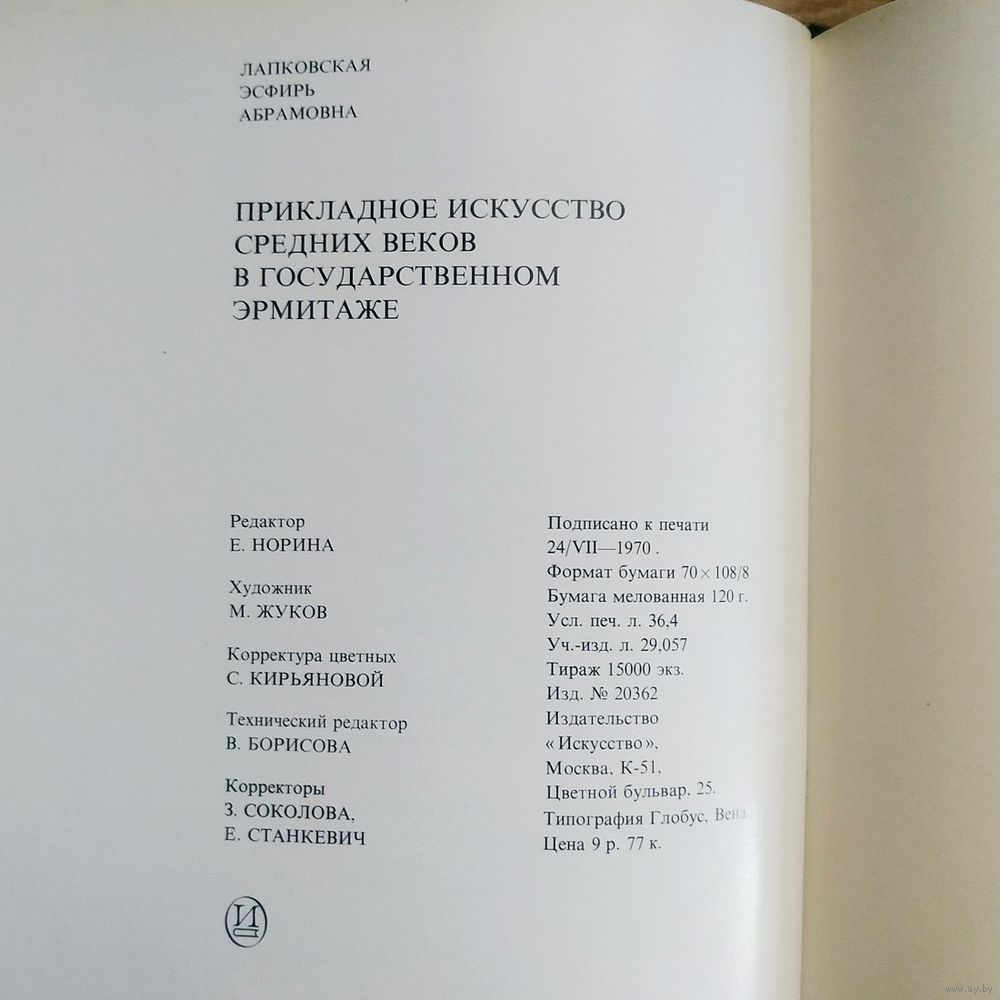 ЛАПКОВСКАЯ
ЭСФИРЬ
АБРАМОВНА
ПРИКЛАДНОЕ ИСКУССТВО
СРЕДНИХ ВЕКОВ
В ГОСУДАРСТВЕННОМ
ЭРМИТАЖЕ
Редактор
Е. НОРИНА
Художник
М. ЖУКОВ
Корректура цветных
С. КИРЬЯНОВОЙ
Технический редактор
В. БОРИСОВА
Корректоры
З. СОКОЛОВА,
Е. СТАНКЕВИЧ
И
Подписано к печати
24/VII—1970 .
Формат бумаги 70×108/8
Бумага мелованная 120 г.
Усл. печ. л. 36,4
Уч.-изд. л. 29,057
Тираж 15000 экз.
Изд. № 20362
Издательство
«Искусство»,
Москва, К-51,
Цветной бульвар, 25.
Типография Глобус, Вена
Цена 9 р. 77 к.
www.ay.by